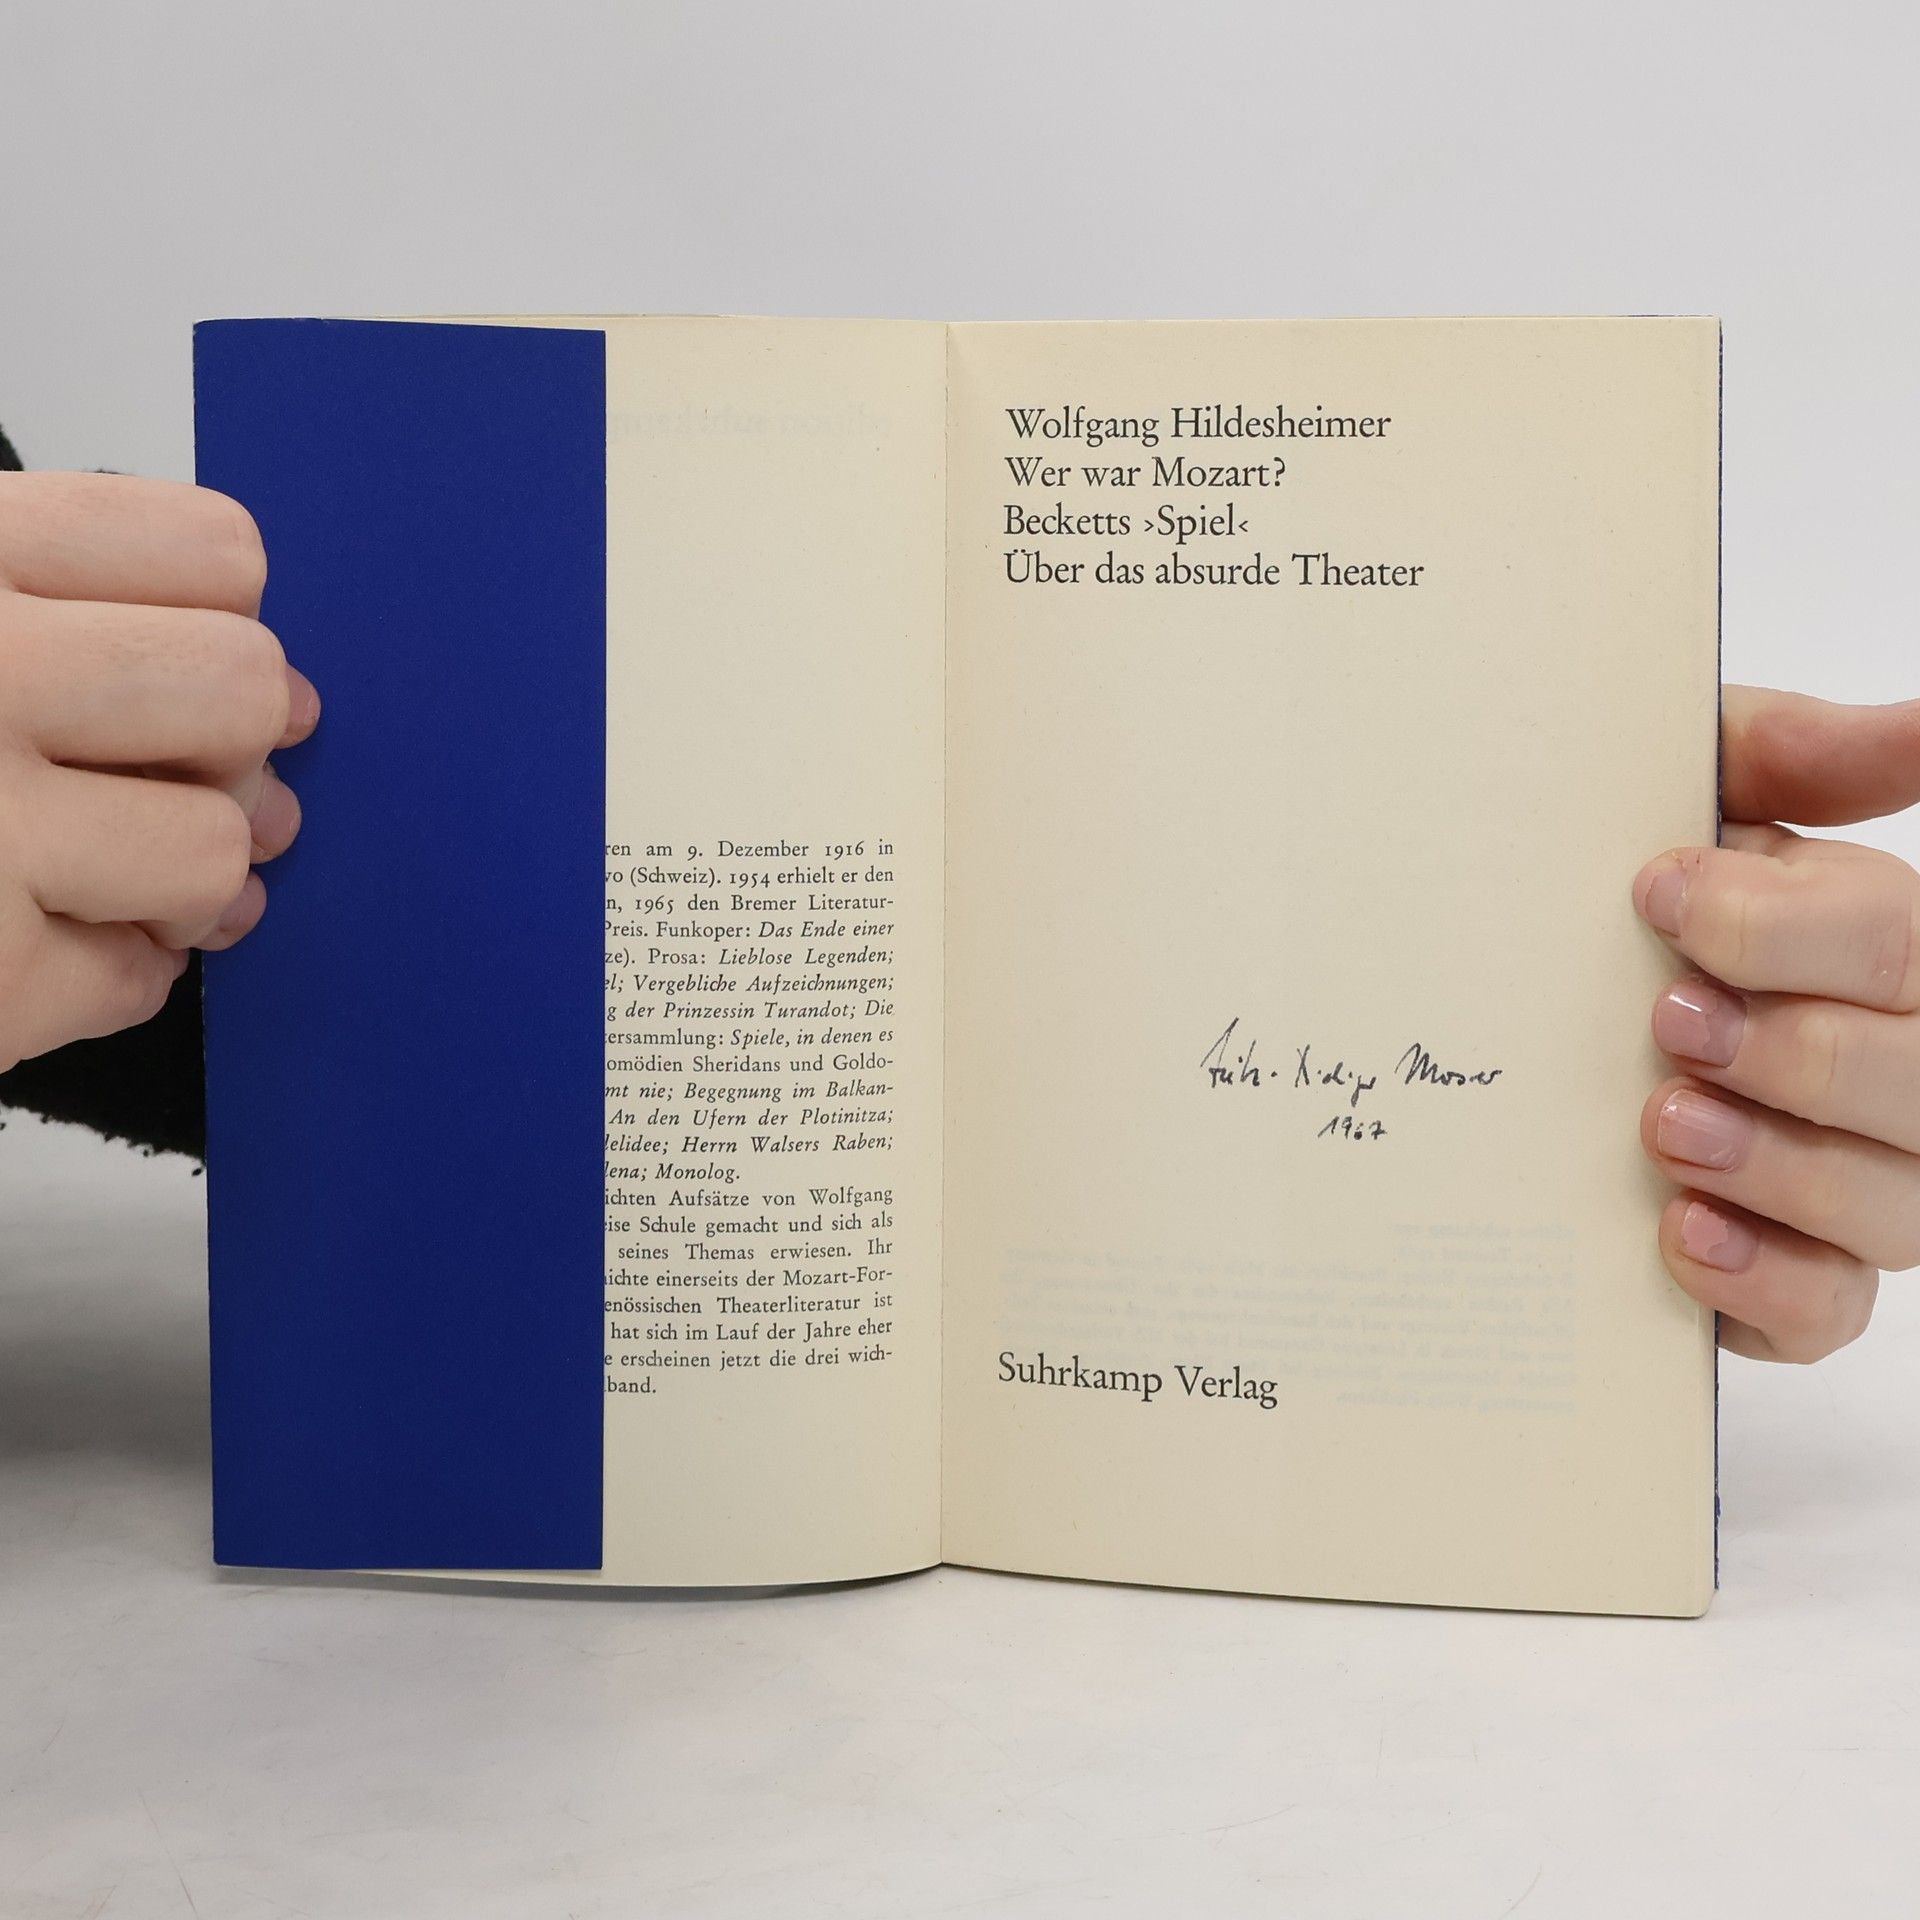 ren am 9. Dezember 1916 in
vo (Schweiz). 1954 erhielt er den
n, 1965 den Bremer Literatur-
Preis. Funkoper: Das Ende einer
ze). Prosa: Lieblose Legenden;
el; Vergebliche Aufzeichnungen;
g der Prinzessin Turandot; Die
tersammlung: Spiele, in denen es
omödien Sheridans und Goldo-
mt nie; Begegnung im Balkan-
An den Ufern der Plotinitza;
delidee; Herrn Walsers Raben;
lena; Monolog.
ichten Aufsätze von Wolfgang
eise Schule gemacht und sich als
seines Themas erwiesen. Ihr
ichte einerseits der Mozart-For-
enössischen Theaterliteratur ist
hat sich im Lauf der Jahre eher
e erscheinen jetzt die drei wich-
band.
Wolfgang Hildesheimer
Wer war Mozart?
Becketts ›Spiel‹
Über das absurde Theater
Moser
1967
Suhrkamp Verlag